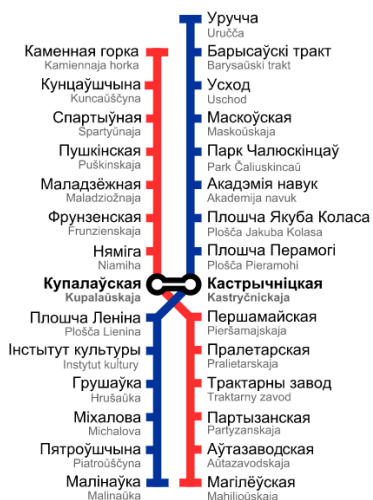 Каменная горка
Kamiennaja horka
Кунцаўшчына
Kuncaŭščyna
Спартыўная
Spartyŭnaja
Пушкінская
Puškinskaja
Маладзёжная
Maladziožnaja
Фрунзенская
Frunzienskaja
Няміга
Niamiha
Купалаўская
Kupalaŭskaja
Плошча Леніна
Plošča Lienina
Інстытут культуры
Instytut kultury
Грушаўка
Hrušaŭka
Міхалова
Michalova
Пятроўшчына
Piatroŭščyna
Малінаўка
Malinaŭka
Уручча
Uručča
Барысаўскі тракт
Barysaŭski trakt
Усход
Uschod
Маскоўская
Maskoŭskaja
Парк Чалюскінцаў
Park Čaliuskincaŭ
Акадэмія навук
Akademija navuk
Плошча Якуба Коласа
Plošča Jakuba Kolasa
Плошча Перамогі
Plošča Pieramohi
Кастрычніцкая
Kastryčnickaja
Першамайская
Pieršamajskaja
Пралетарская
Pralietarskaja
Трактарны завод
Traktarny zavod
Партызанская
Partyzanskaja
Аўтазаводская
Aŭtazavodskaja
Магілёўская
Mahilioŭskaja